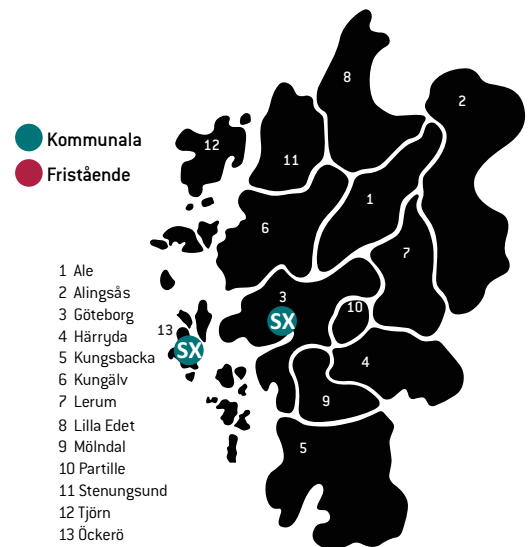 Kommunala
Fristående
8
2
12
11
1
6
7
3
10
SX
13
SX
4
9
5
1 Ale
2 Alingsås
3 Göteborg
4 Härryda
5 Kungsbacka
6 Kungälv
7 Lerum
8 Lilla Edet
9 Mölndal
10 Partille
11 Stenungsund
12 Tjörn
13 Öckerö